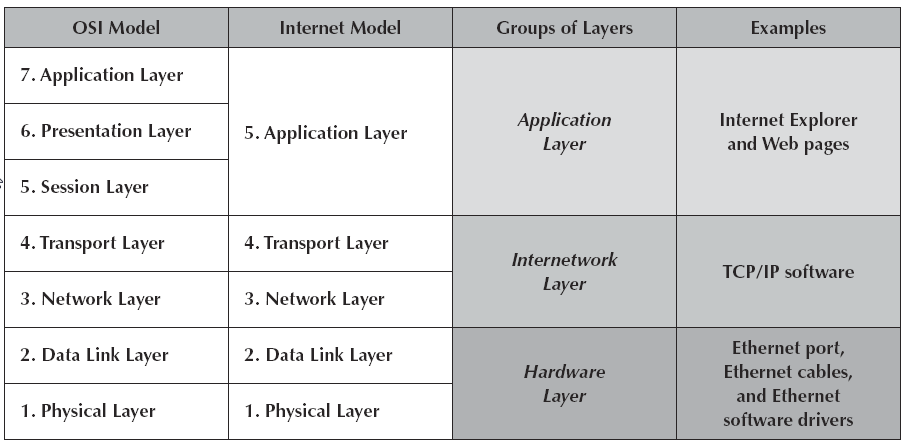 OSI Model
Internet Model
Groups of Layers
Examples
7. Application Layer
6. Presentation Layer
5. Session Layer
5. Application Layer
Application
Layer
Internet Explorer
and Web pages
4. Transport Layer
4. Transport Layer
3. Network Layer
3. Network Layer
Internetwork
Layer
TCP/IP software
2. Data Link Layer
2. Data Link Layer
1. Physical Layer
1. Physical Layer
Hardware
Layer
Ethernet port,
Ethernet cables,
and Ethernet
software drivers